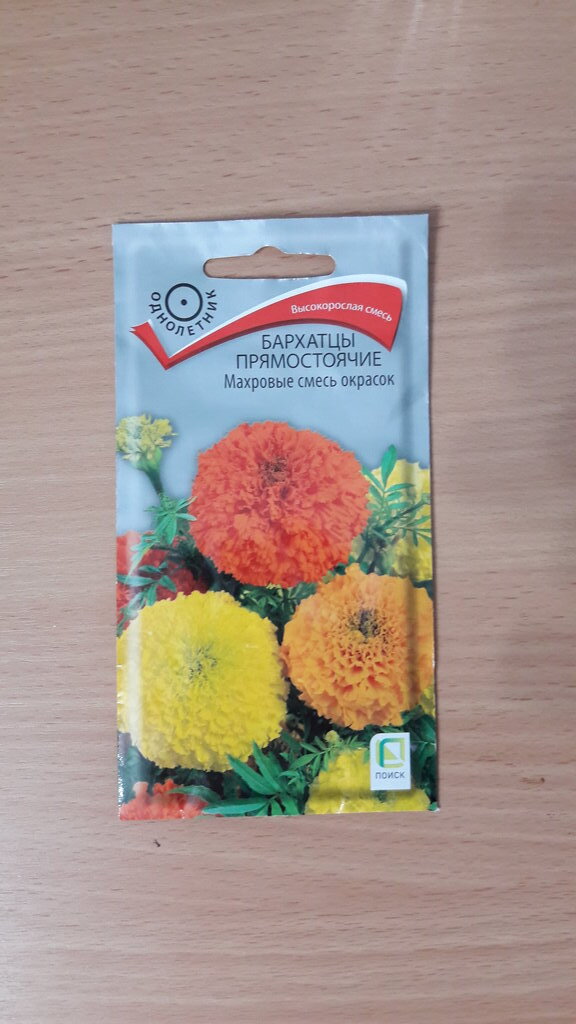 ОДНОЛЕТНИК
Высокорослая смесь
БАРХАТЦЫ
ПРЯМОСТОЯЧИЕ
Махровые смесь окрасок
ПОИСК